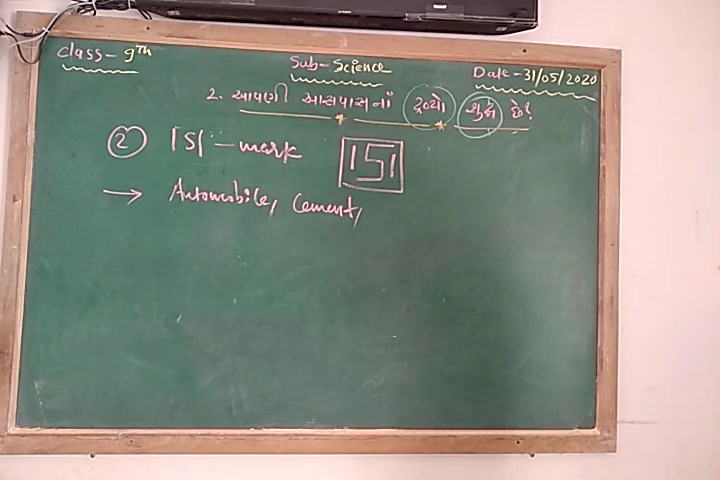 class - 9th
Sub - Science
Date - 31/05/2020
2. આપણી આસપાસનાં દ્રવ્યો શુદ્ધ છે?
② ISI - mark
ISI
→ Automobile, Cement,